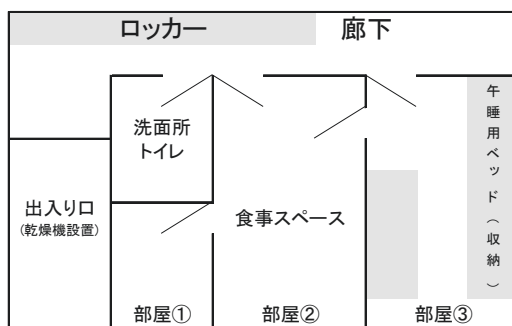 ロッカー
廊下
洗面所
トイレ
午睡用ベッド（収納）
出入り口
(乾燥機設置)
食事スペース
部屋①
部屋②
部屋③